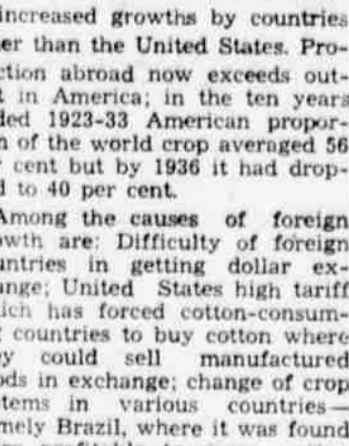 increased growths by countries
er than the United States. Pro-
ction abroad now exceeds out-
t in America; in the ten years
ded 1923-33 American propor-
n of the world crop averaged 56
cent but by 1936 it had drop-
d to 40 per cent.
Among the causes of foreign
owth are: Difficulty of foreign
untries in getting dollar ex-
ange; United States high tariff
ich has forced cotton-consum-
g countries to buy cotton where
ey could sell manufactured
ods in exchange; change of crop
stems in various countries—
mely Brazil, where it was found